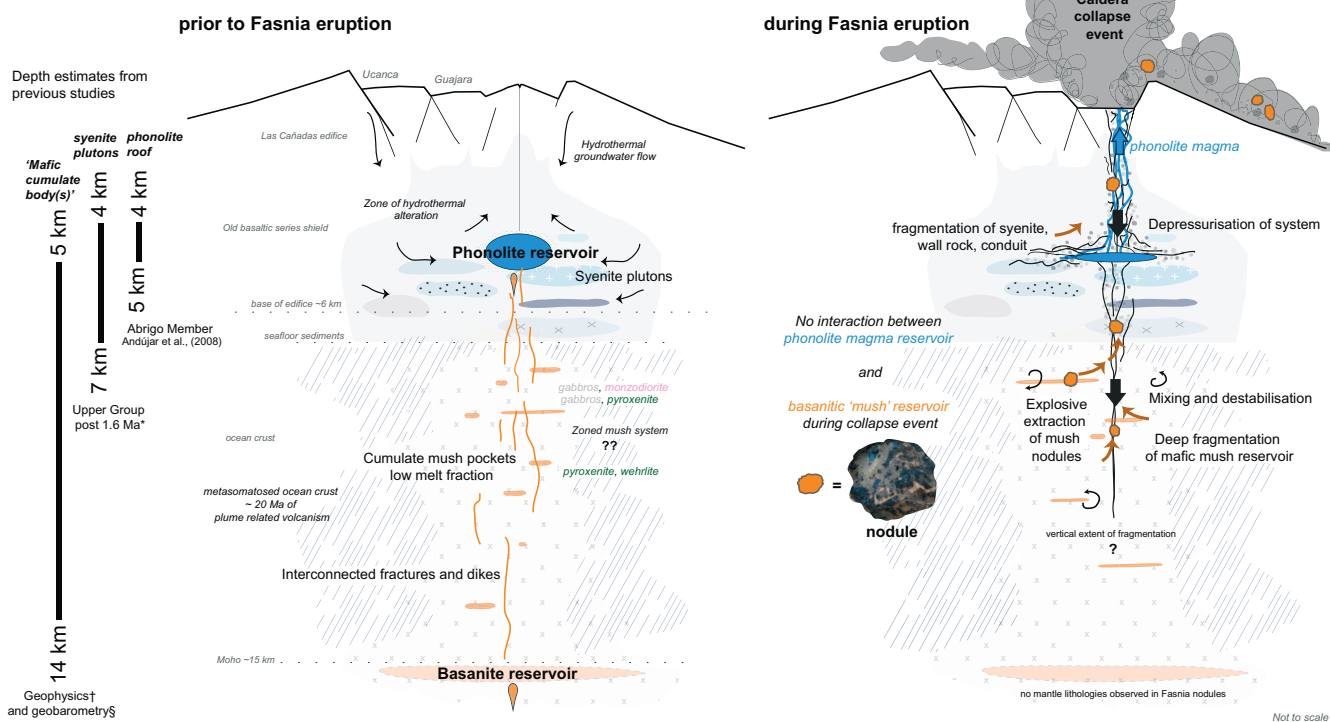 prior to Fasnia eruption
Depth estimates from
previous studies
'Mafic
cumulate
body(s)'
syenite
plutons
phonolite
roof
5 km
14 km
4 km
7 km
4 km
5 km
Abrigo Member
Andújar et al., (2008)
Upper Group
post 1.6 Ma*
Geophysics†
and geobarometry§
Ucanca
Guajara
Las Cañadas edifice
Hydrothermal
groundwater flow
Zone of hydrothermal
alteration
Old basaltic series shield
Phonolite reservoir
Syenite plutons
base of edifice ~6 km
seafloor sediments
gabbros, monzodiorite
gabbros, pyroxenite
Zoned mush system
??
ocean crust
Cumulate mush pockets
low melt fraction
pyroxenite, wehrlite
metasomatosed ocean crust
~ 20 Ma of
plume related volcanism
Interconnected fractures and dikes
Moho ~15 km
Basanite reservoir
during Fasnia eruption
Caldera
collapse
event
phonolite magma
fragmentation of syenite,
wall rock, conduit
Depressurisation of system
No interaction between
phonolite magma reservoir
and
basanitic 'mush' reservoir
during collapse event
=
nodule
Explosive
extraction
of mush
nodules
Mixing and destabilisation
Deep fragmentation
of mafic mush reservoir
vertical extent of fragmentation
?
no mantle lithologies observed in Fasnia nodules
Not to scale